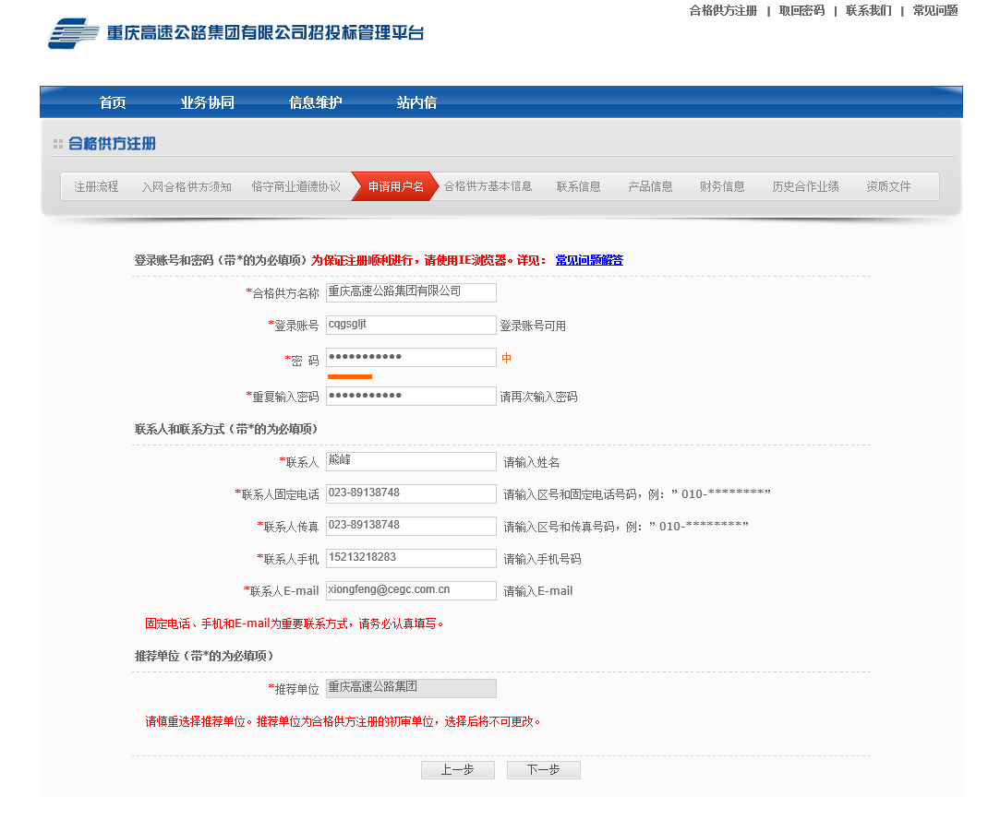 合格供方注册 | 取回密码 | 联系我们 | 常见问题
重庆高速公路集团有限公司招投标管理平台
首页 业务协同 信息维护 站内信
合格供方注册
注册流程 入网合格供方须知 恪守商业道德协议 申请用户名 合格供方基本信息 联系信息 产品信息 财务信息 历史合作业绩 资质文件
登录账号和密码（带*的为必填项）为保证注册顺利进行，请使用IE浏览器。详见： 常见问题解答
*合格供方名称 重庆高速公路集团有限公司
*登录账号 cqgsgljt 登录账号可用
*密 码 ●●●●●●●●●●● 中
*重复输入密码 ●●●●●●●●●●● 请再次输入密码
联系人和联系方式（带*的为必填项）
*联系人 熊峰 请输入姓名
*联系人固定电话 023-89138748 请输入区号和固定电话号码，例：” 010-********”
*联系人传真 023-89138748 请输入区号和传真号码，例：” 010-********”
*联系人手机 15213218283 请输入手机号码
*联系人E-mail xiongfeng@cegc.com.cn 请输入E-mail
固定电话、手机和E-mail为重要联系方式，请务必认真填写。
推荐单位（带*的为必填项）
*推荐单位 重庆高速公路集团
请慎重选择推荐单位。推荐单位为合格供方注册的初审单位，选择后将不可更改。
上一步 下一步